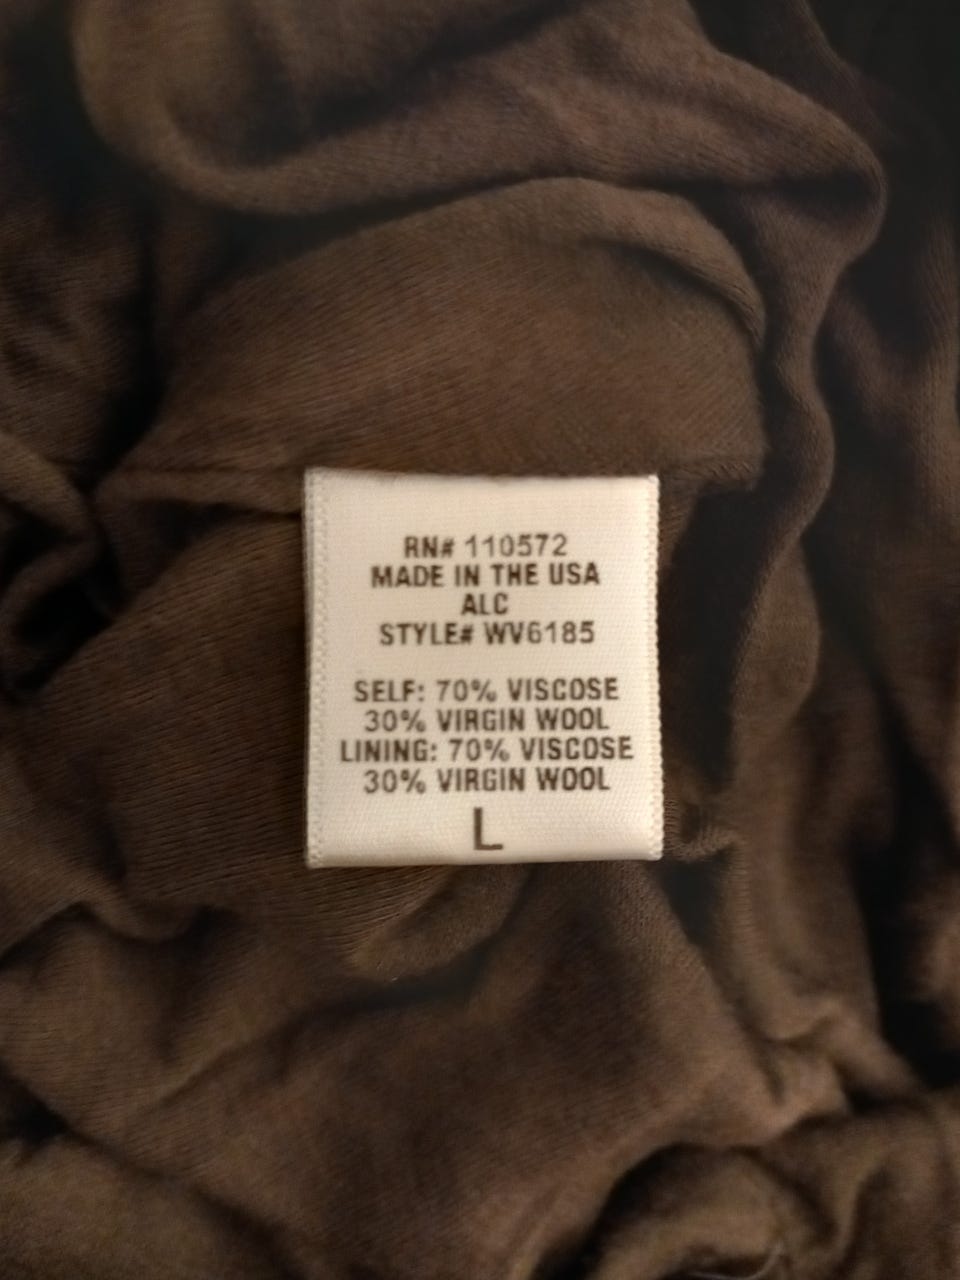 RN# 110572
MADE IN THE USA
ALC
STYLE# WV6185
SELF: 70% VISCOSE
30% VIRGIN WOOL
LINING: 70% VISCOSE
30% VIRGIN WOOL
L